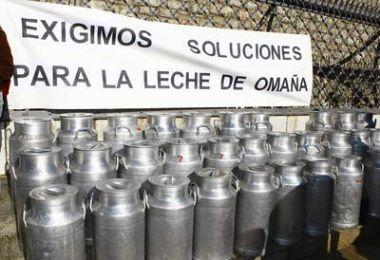 EXIGIMOS SOLUCIONES
PARA LA LECHE DE OMAÑA